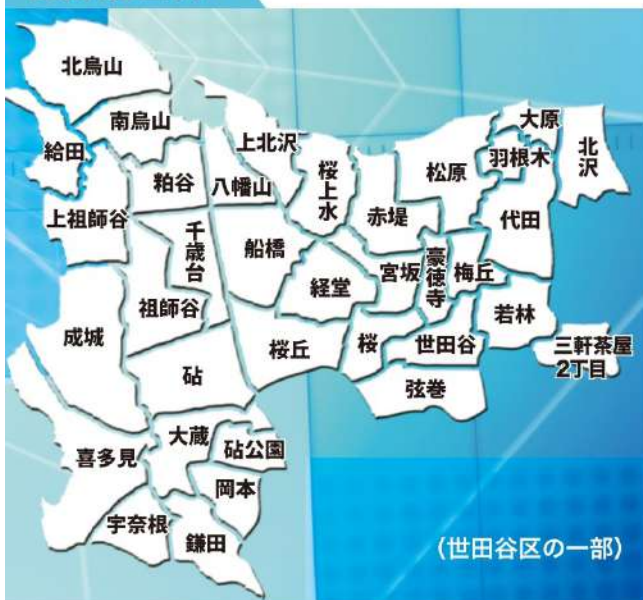 北烏山
南烏山
給田
上北沢
大原
北沢
粕谷
八幡山
桜上水
松原
羽根木
上祖師谷
千歳台
船橋
赤堤
代田
経堂
宮坂
豪徳寺
梅丘
祖師谷
成城
桜丘
桜
世田谷
若林
三軒茶屋
2丁目
砧
弦巻
大蔵
砧公園
喜多見
岡本
宇奈根
鎌田
(世田谷区の一部)